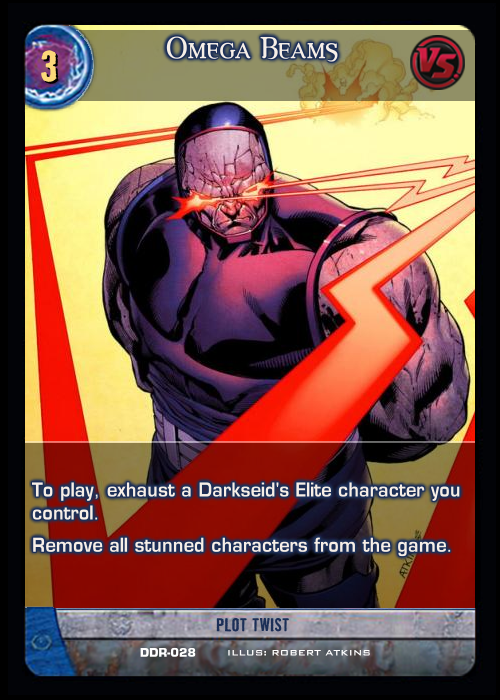 Omega Beams
3
VS
To play, exhaust a Darkseid's Elite character you
control.
Remove all stunned characters from the game.
PLOT TWIST
DDR-028 ILLUS: ROBERT ATKINS